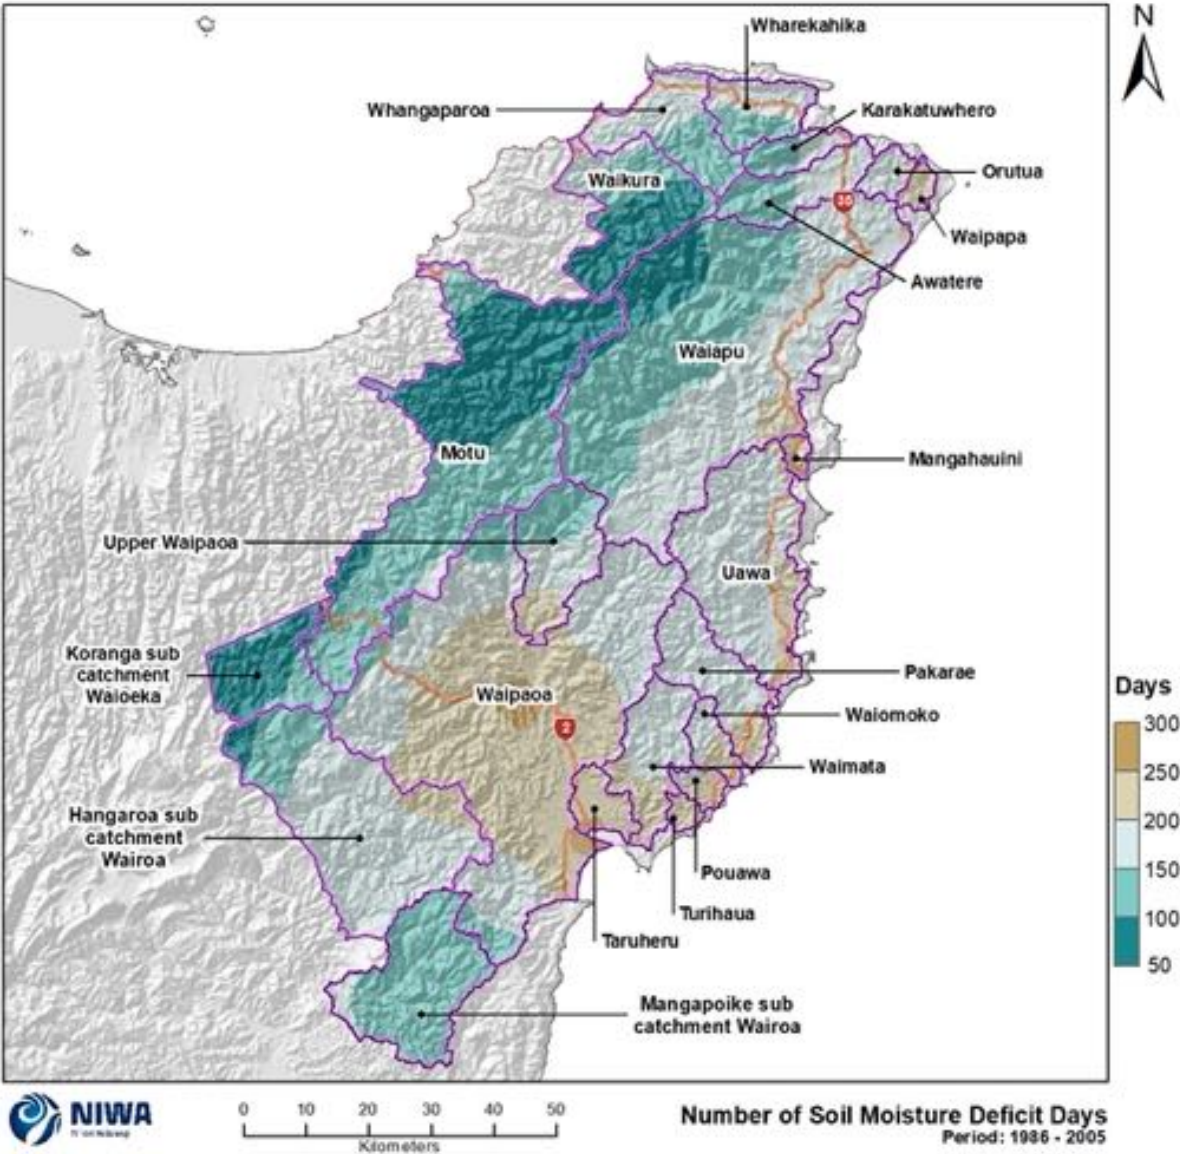 N
Wharekahika
Whangaparoa
Karakatuwhero
Orutua
Waikura
35
Waipapa
Awatere
Waiapu
Motu
Mangahauini
Upper Waipaoa
Uawa
Koranga sub
catchment
Waioeka
Pakarae
Days
Waipaoa
Waiomoko
300
2
250
Waimata
Hangaroa sub
catchment
Wairoa
200
150
Pouawa
Turihaua
100
Taruheru
50
Mangapoike sub
catchment Wairoa
NIWA
0 10 20 30 40 50
Kilometers
Number of Soil Moisture Deficit Days
Period: 1986 - 2005